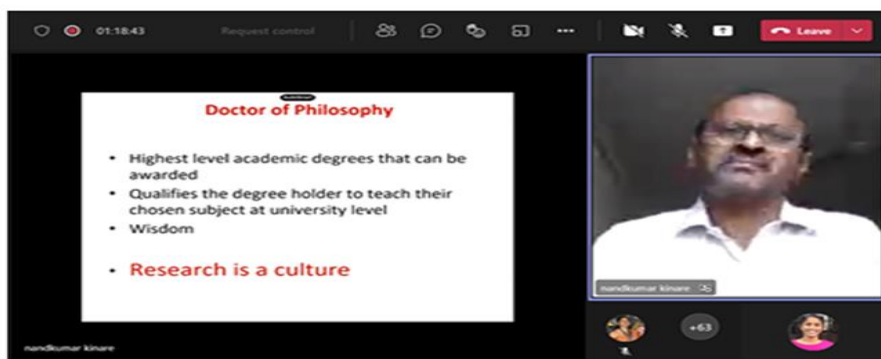 01:18:43
Request control
Leave
Doctor of Philosophy
Highest level academic degrees that can be
awarded
Qualifies the degree holder to teach their
chosen subject at university level
Wisdom
Research is a culture
nandkumar kinare
nandkumar kinare
+63